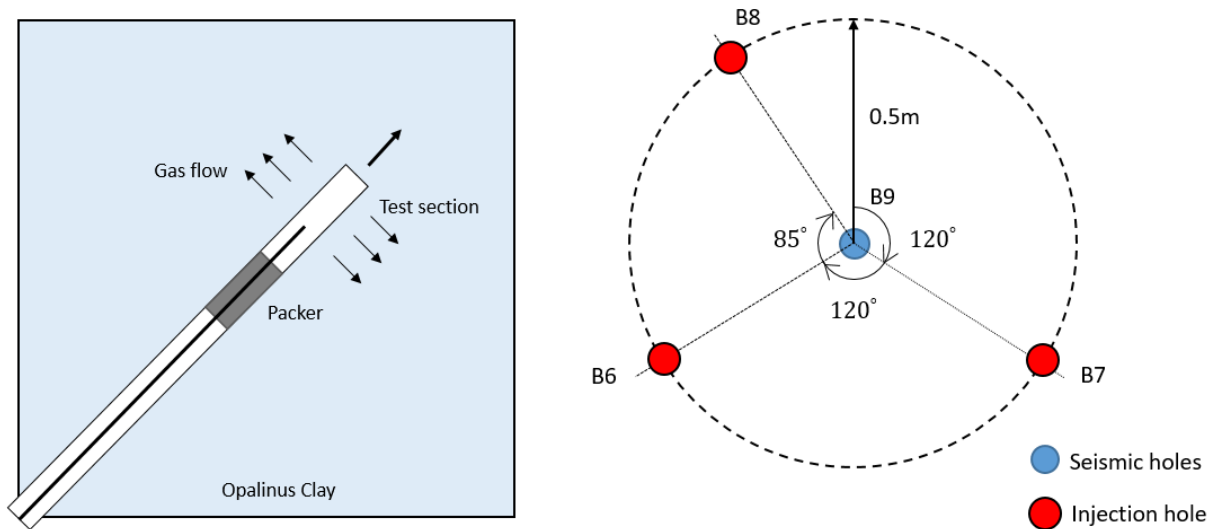 Gas flow
Test section
Packer
Opalinus Clay
B8
0.5m
B9
85°
120°
120°
B6
B7
Seismic holes
Injection hole